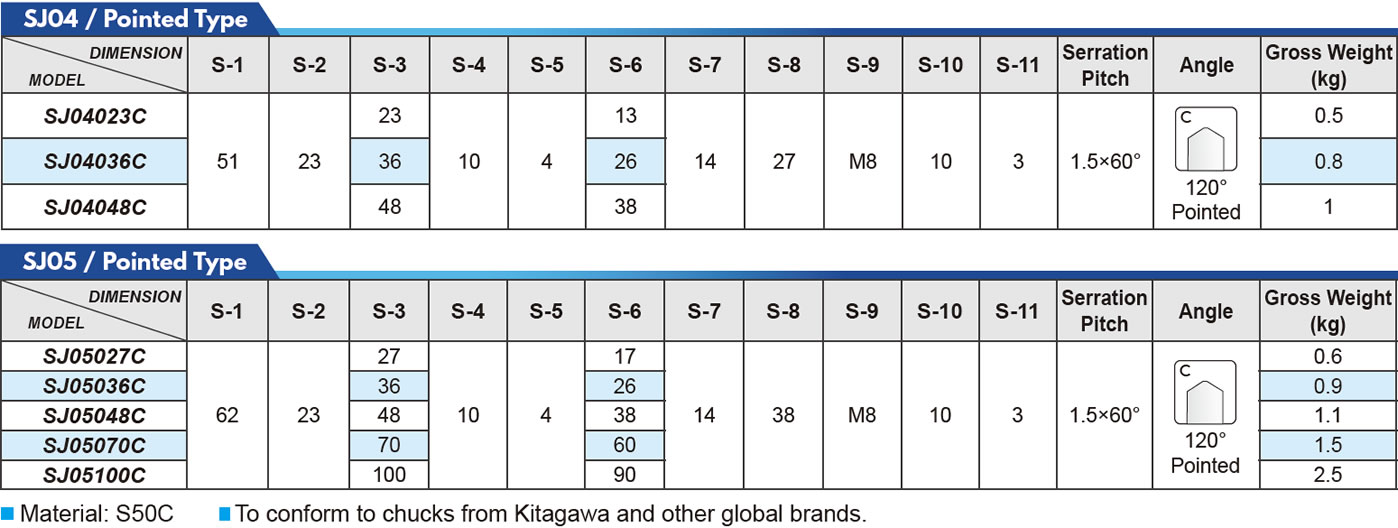 SJ04 / Pointed Type
DIMENSION S-1 S-2 S-3 S-4 S-5 S-6 S-7 S-8 S-9 S-10 S-11 Serration Pitch Angle Gross Weight (kg)
MODEL
SJ04023C 23 13 0.5
SJ04036C 51 23 36 10 4 26 14 27 M8 10 3 1.5×60° C 0.8
120°
Pointed
SJ04048C 48 38 1
SJ05 / Pointed Type
DIMENSION S-1 S-2 S-3 S-4 S-5 S-6 S-7 S-8 S-9 S-10 S-11 Serration Pitch Angle Gross Weight (kg)
MODEL
SJ05027C 27 17 0.6
SJ05036C 36 26 C 0.9
SJ05048C 62 23 48 10 4 38 14 38 M8 10 3 1.5×60° 1.1
SJ05070C 70 60 120° 1.5
SJ05100C 100 90 Pointed 2.5
Material: S50C To conform to chucks from Kitagawa and other global brands.